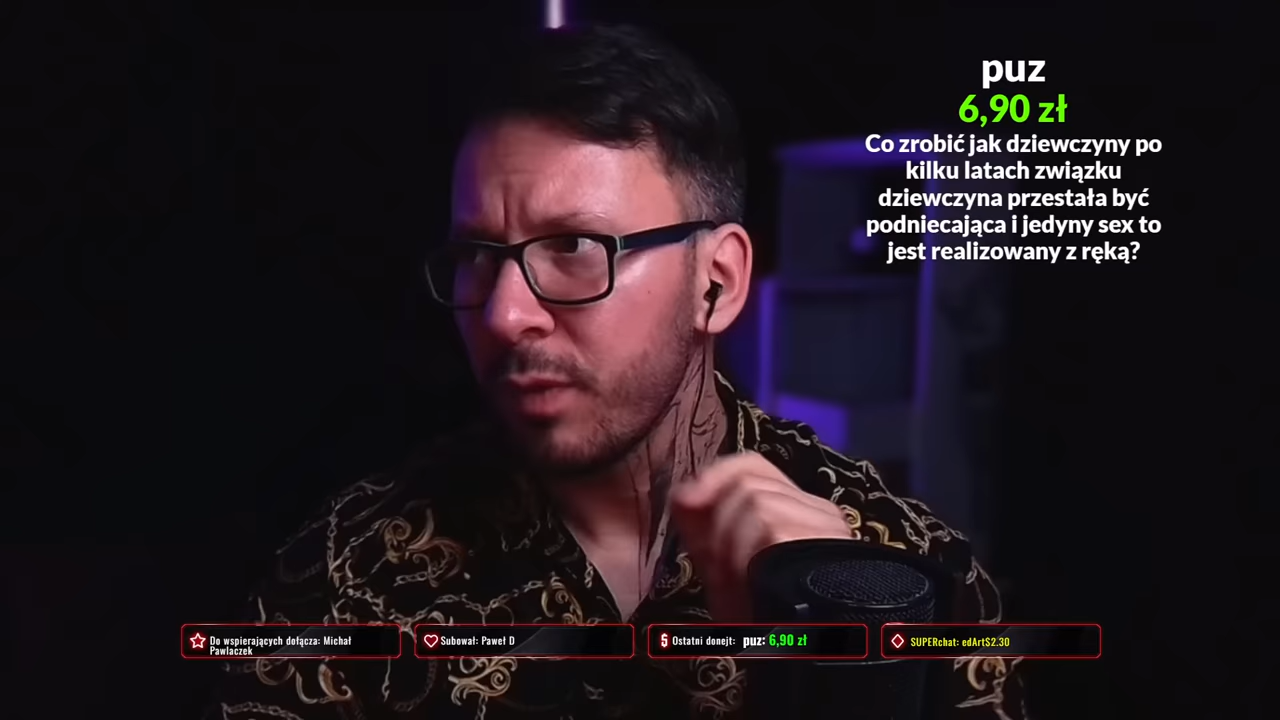 puz
6,90 zł
Co zrobić jak dziewczyny po
kilku latach związku
dziewczyna przestała być
podniecająca i jedyny sex to
jest realizowany z ręką?
Do wspierających dołącza: Michał
Pawlaczek
Subował: Paweł D
$ Ostatni donejt: puz: 6,90 zł
SUPERchat: edArt$2.30